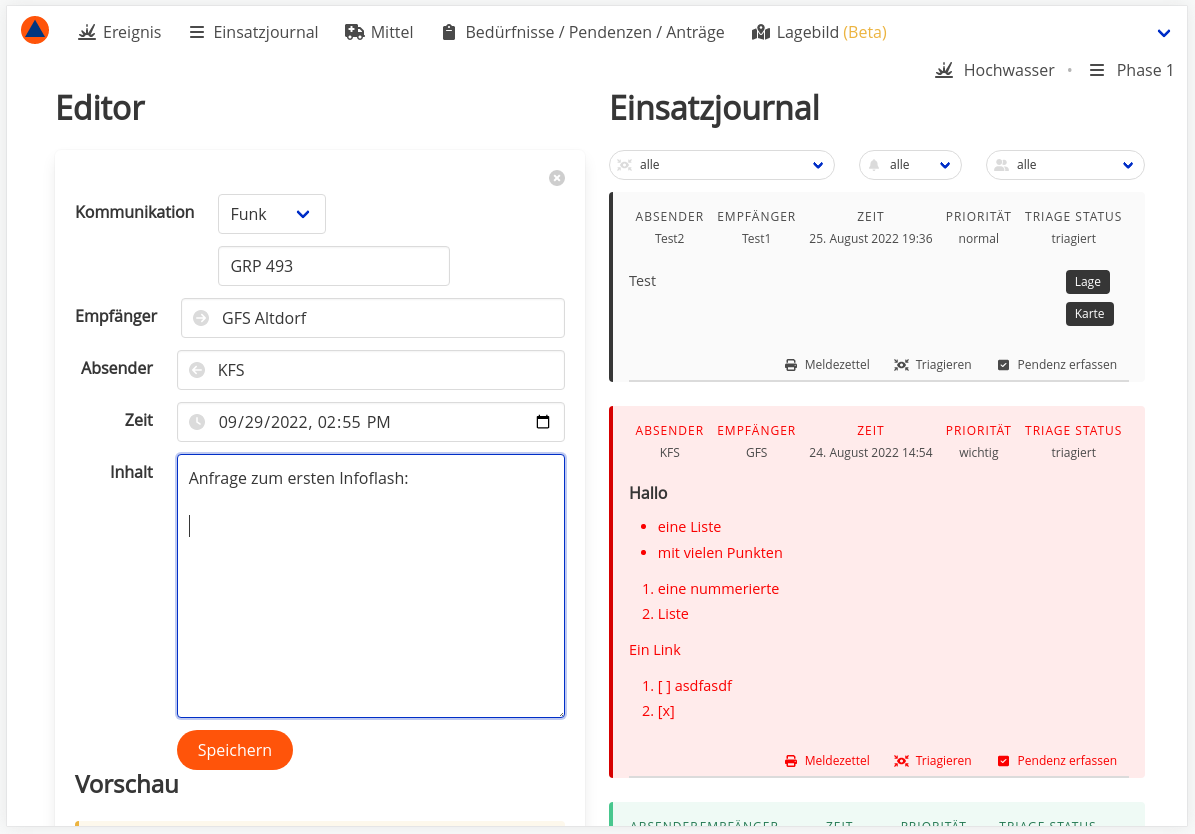 Ereignis Einsatzjournal Mittel Bedürfnisse / Pendenzen / Anträge Lagebild (Beta)
Hochwasser • Phase 1
Editor
Kommunikation Funk
GRP 493
Empfänger GFS Altdorf
Absender KFS
Zeit 09/29/2022, 02:55 PM
Inhalt Anfrage zum ersten Infoflash:
Speichern
Vorschau
Einsatzjournal
alle alle alle
ABSENDER EMPFÄNGER ZEIT PRIORITÄT TRIAGE STATUS
Test2 Test1 25. August 2022 19:36 normal triagiert
Test Lage
Karte
Meldezettel Triagieren Pendenz erfassen
ABSENDER EMPFÄNGER ZEIT PRIORITÄT TRIAGE STATUS
KFS GFS 24. August 2022 14:54 wichtig triagiert
Hallo
• eine Liste
• mit vielen Punkten
1. eine nummerierte
2. Liste
Ein Link
1. [ ] asdfasdf
2. [x]
Meldezettel Triagieren Pendenz erfassen
ABSENDEREMPFÄNGER ZEIT PRIORITÄT TRIAGE STATUS